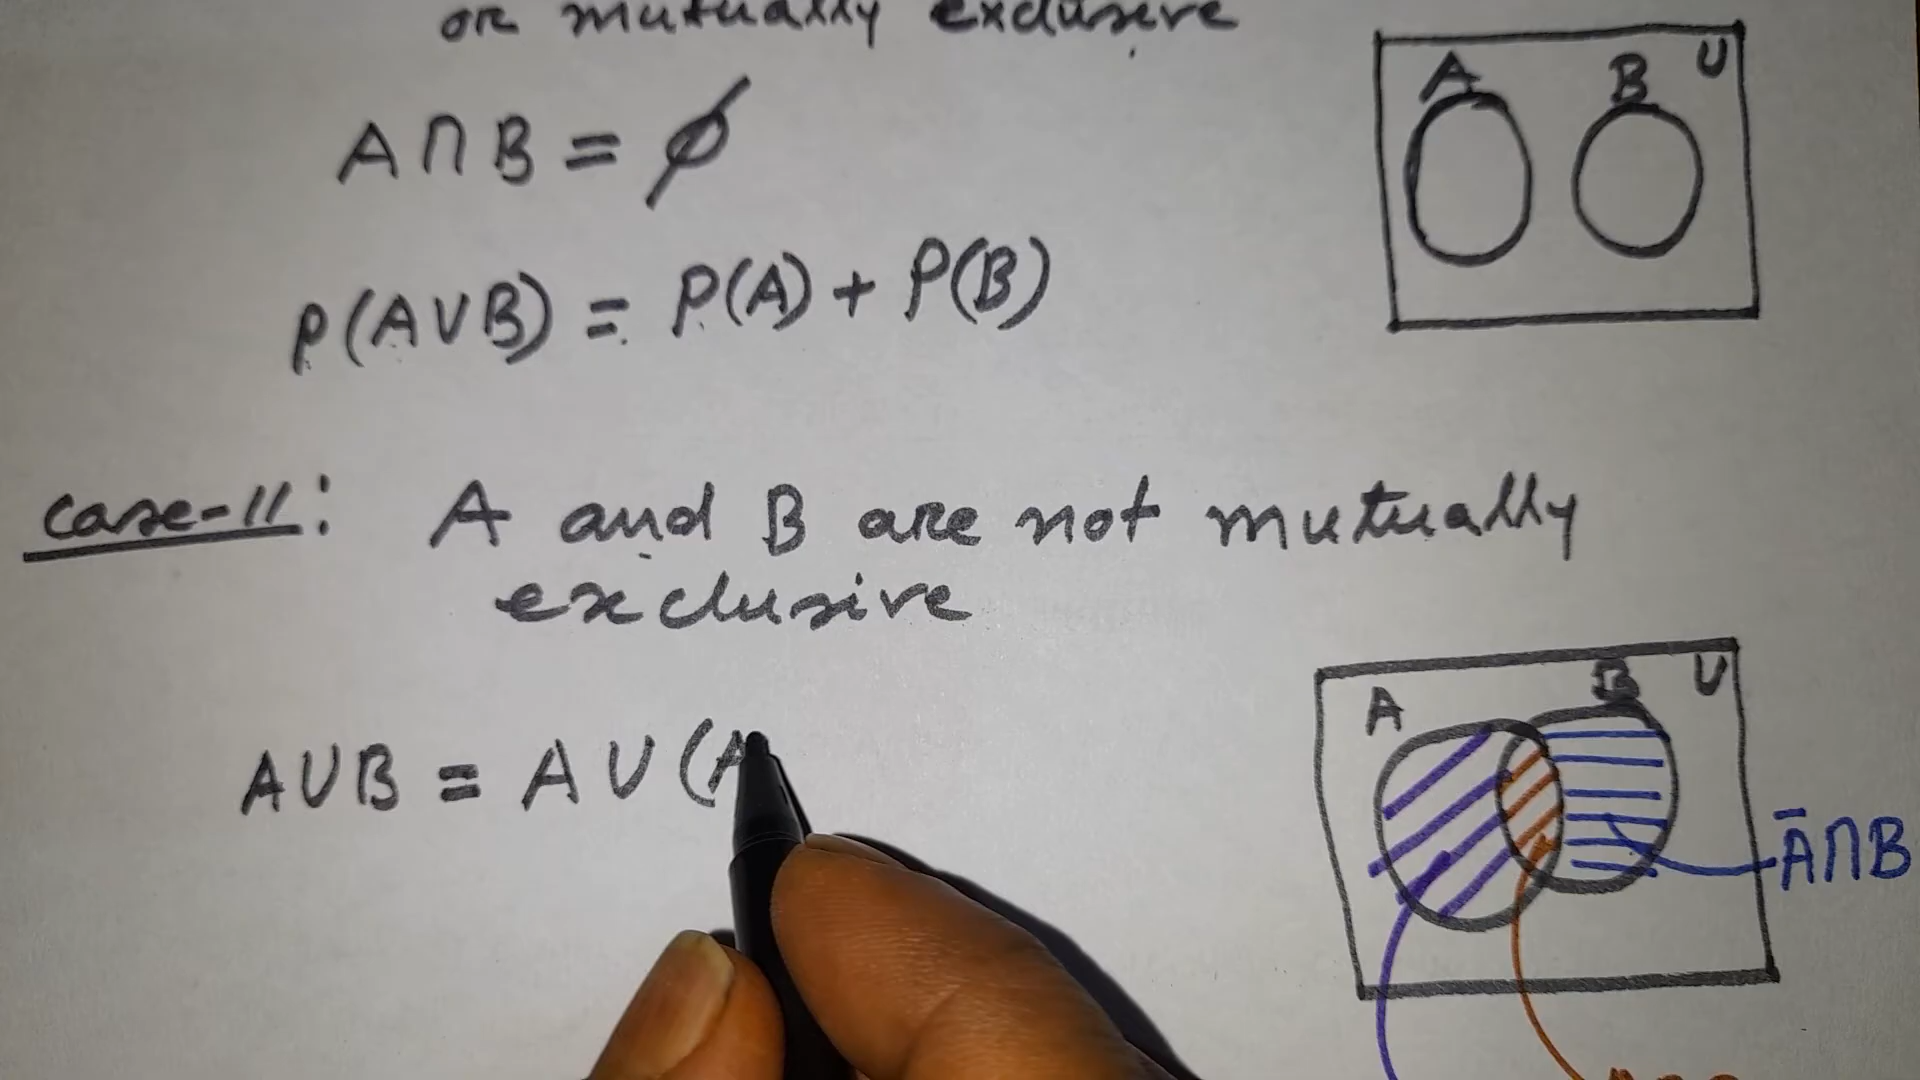 or mutually exclusive
A∩B = ϕ
P(A∪B) = P(A) + P(B)
A B U
Case-II: A and B are not mutually
exclusive
A B U
A∪B = A ∪ (A
Ā∩B